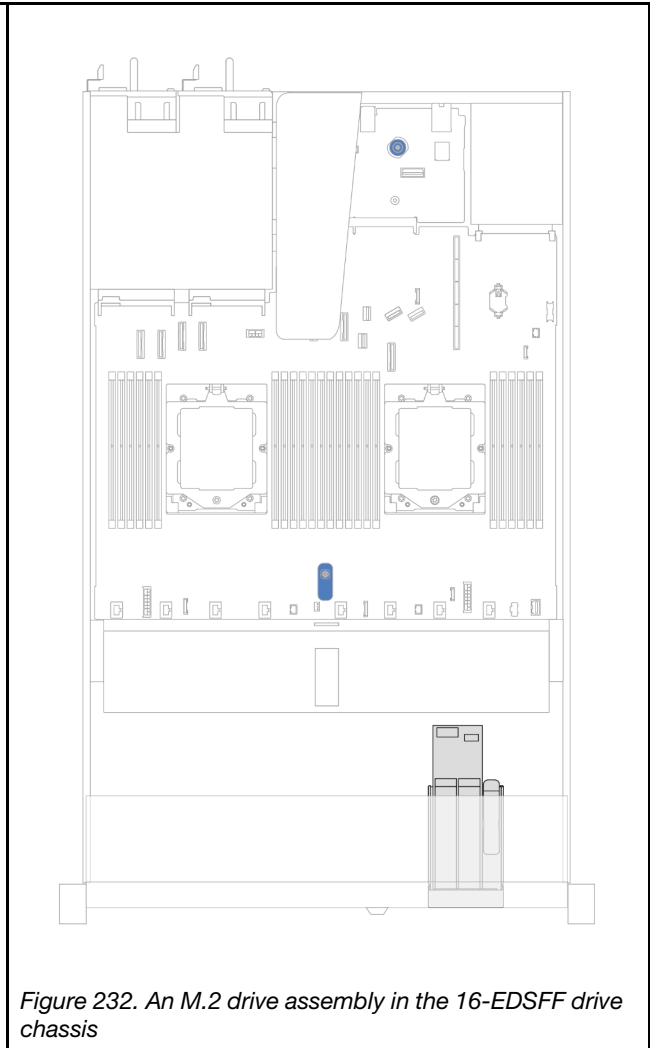 Figure 232. An M.2 drive assembly in the 16-EDSFF drive
chassis